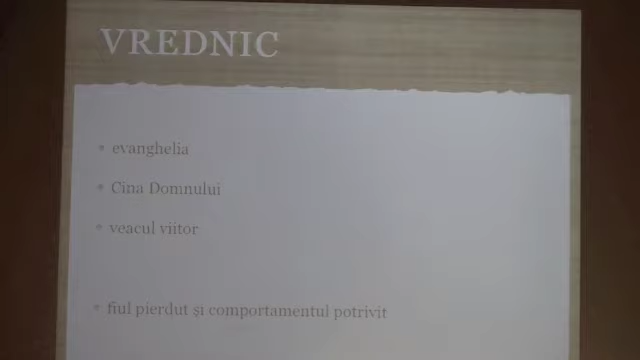 VREDNIC
• evanghelia
• Cina Domnului
• veacul viitor
• fiul pierdut și comportamentul potrivit